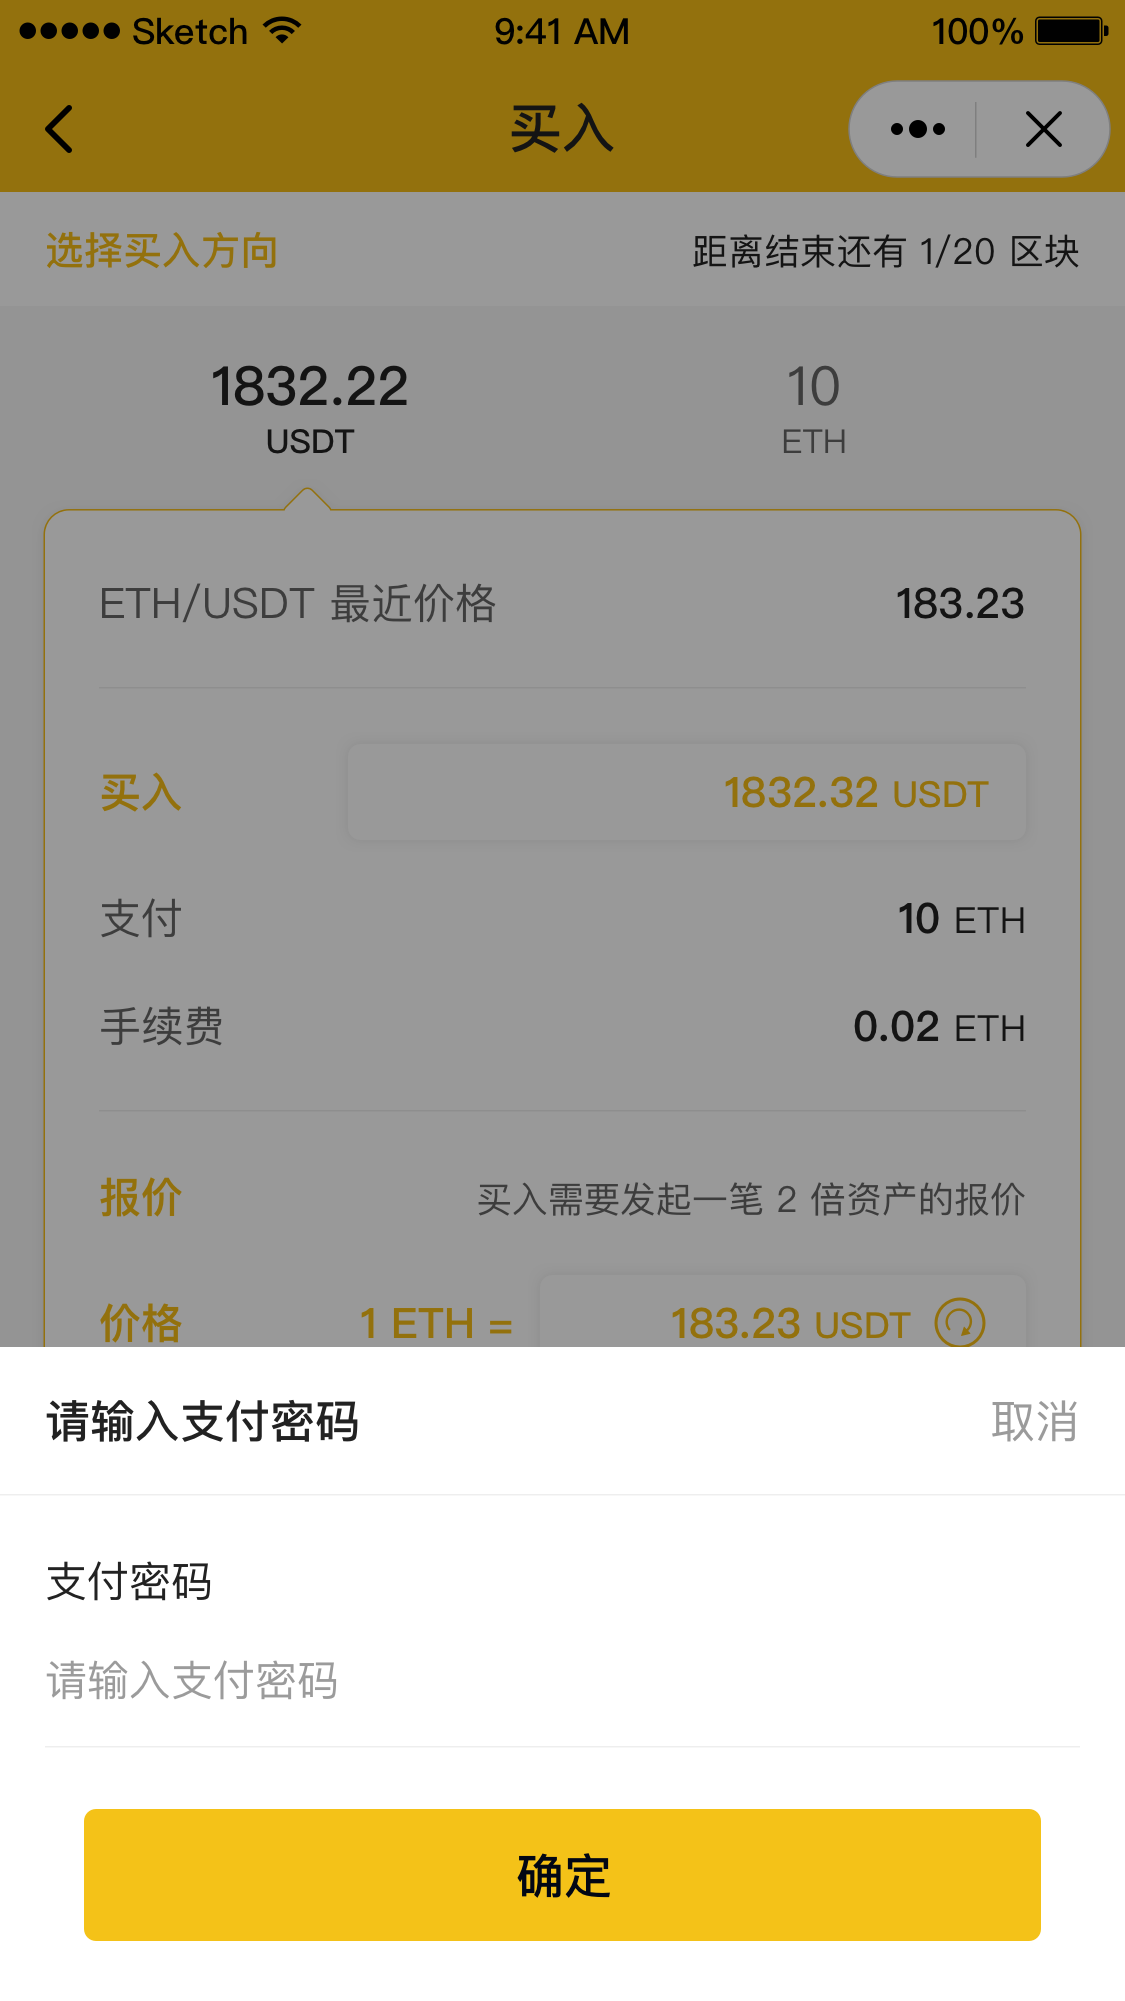 Sketch 9:41 AM 100%
买入
选择买入方向 距离结束还有 1/20 区块
1832.22 10
USDT ETH
ETH/USDT 最近价格 183.23
买入 1832.32 USDT
支付 10 ETH
手续费 0.02 ETH
报价 买入需要发起一笔 2 倍资产的报价
价格 1 ETH = 183.23 USDT
请输入支付密码 取消
支付密码
请输入支付密码
确定